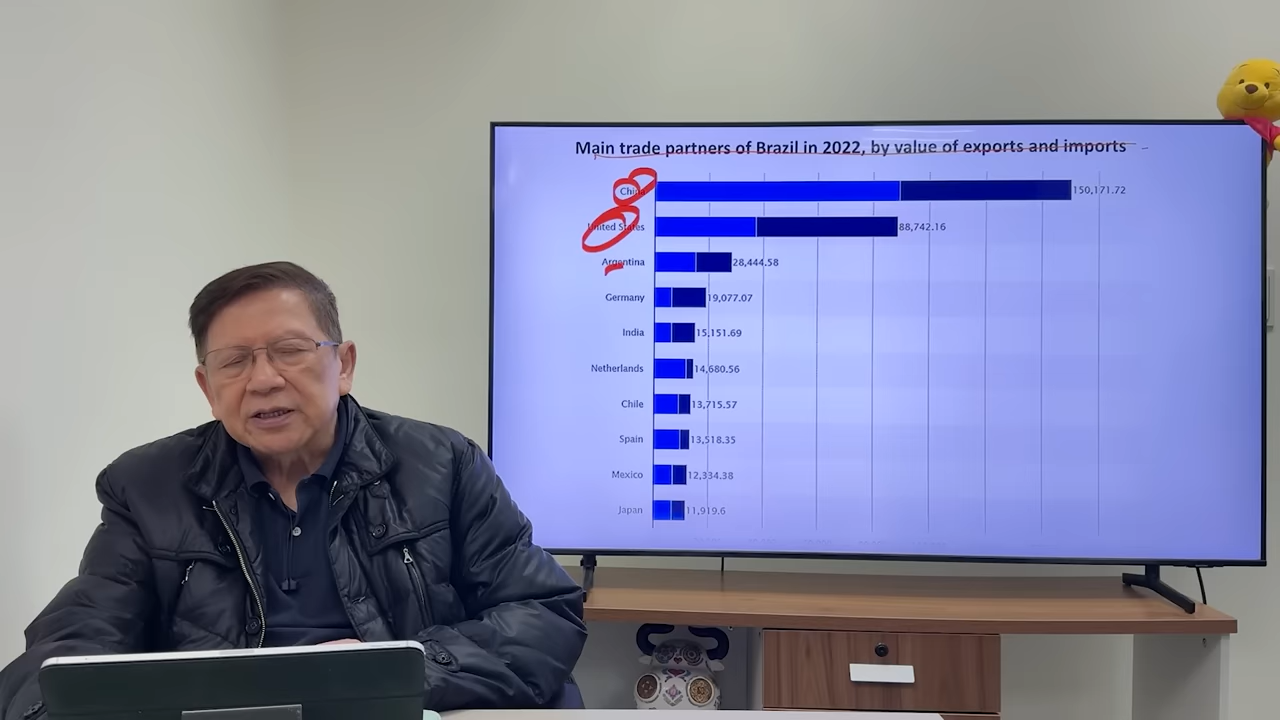 Main trade partners of Brazil in 2022, by value of exports and imports
China 150,171.72
United States 88,742.16
Argentina 28,444.58
Germany 19,077.07
India 15,151.69
Netherlands 14,680.56
Chile 13,715.57
Spain 13,518.35
Mexico 12,334.38
Japan 11,919.6